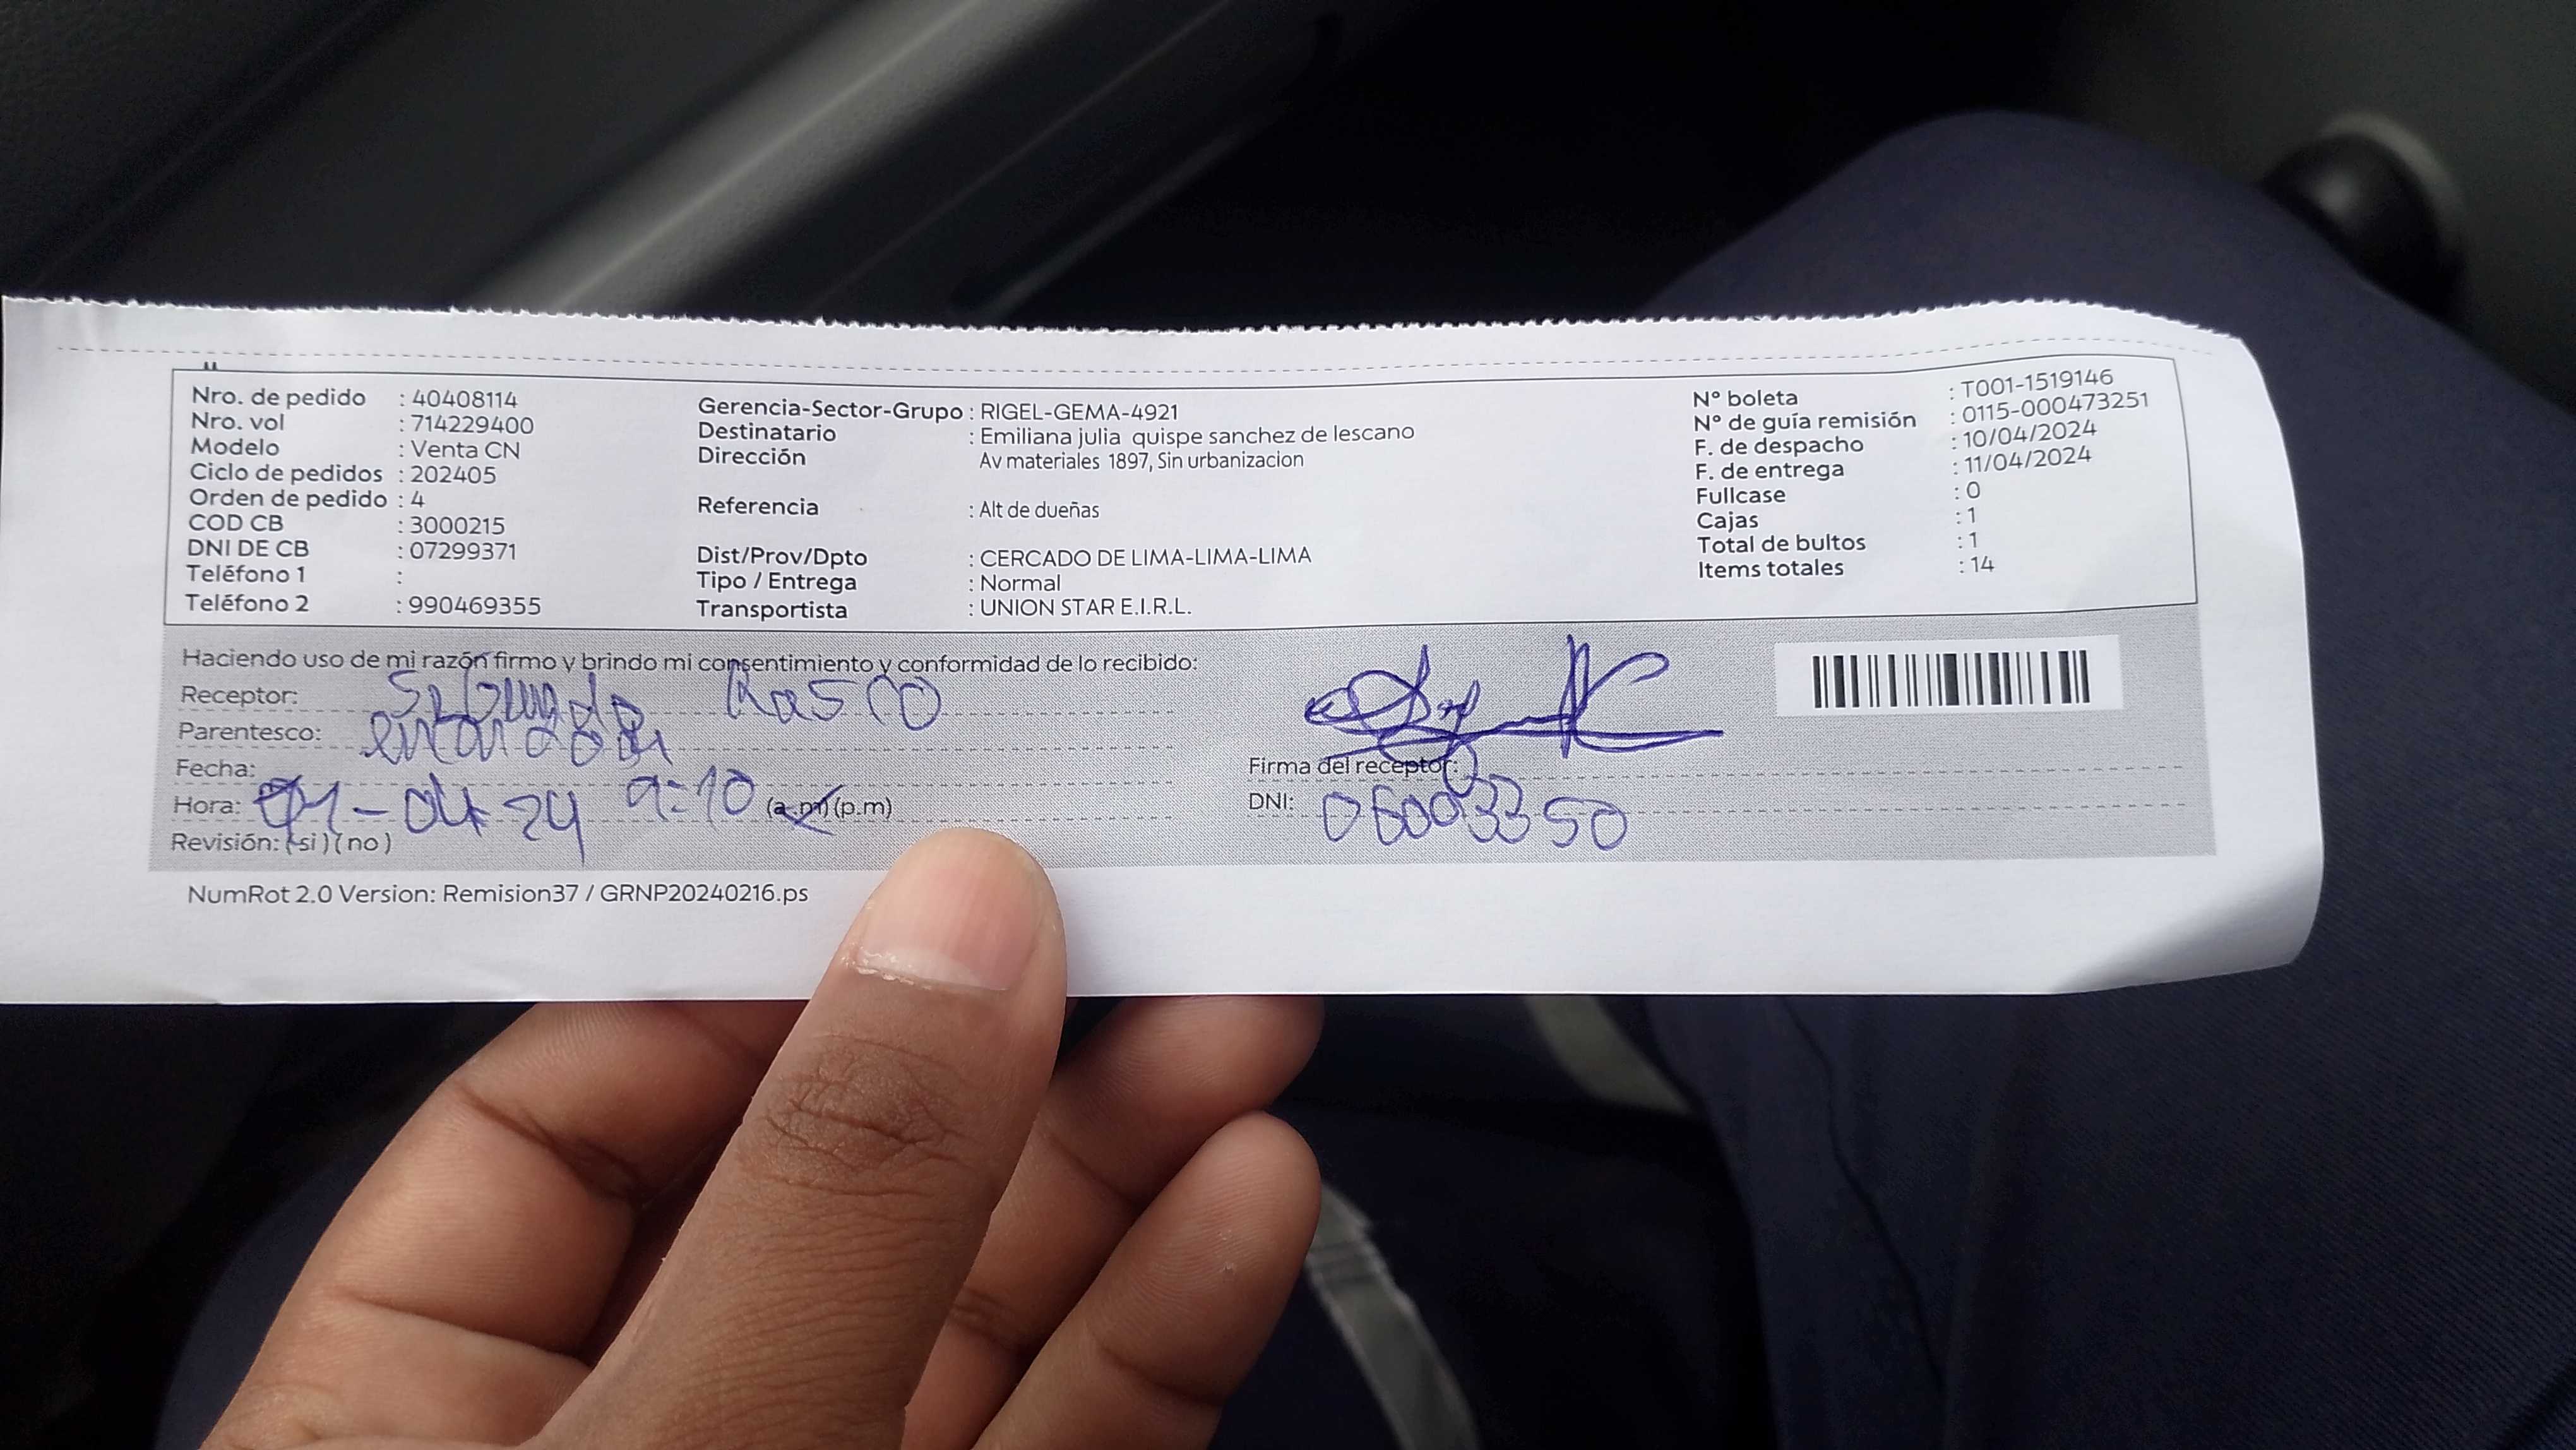 Nro. de pedido : 40408114
Nro. vol : 714229400
Modelo : Venta CN
Ciclo de pedidos : 202405
Orden de pedido : 4
COD CB : 3000215
DNI DE CB : 07299371
Teléfono 1 :
Teléfono 2 : 990469355
Gerencia-Sector-Grupo : RIGEL-GEMA-4921
Destinatario : Emiliana julia quispe sanchez de lescano
Dirección Av materiales 1897, Sin urbanizacion
Referencia : Alt de dueñas
Dist/Prov/Dpto : CERCADO DE LIMA-LIMA-LIMA
Tipo / Entrega : Normal
Transportista : UNION STAR E.I.R.L.
N° boleta : T001-1519146
N° de guía remisión : 0115-000473251
F. de despacho : 10/04/2024
F. de entrega : 11/04/2024
Fullcase : 0
Cajas : 1
Total de bultos : 1
Items totales : 14
Haciendo uso de mi razón firmo y brindo mi consentimiento y conformidad de lo recibido:
Receptor:
Parentesco:
Fecha:
Hora: 04-24 9:10 (a.m) (p.m)
Revisión: (si) (no)
Firma del receptor:
DNI:
NumRot 2.0 Version: Remision37 / GRNP20240216.ps